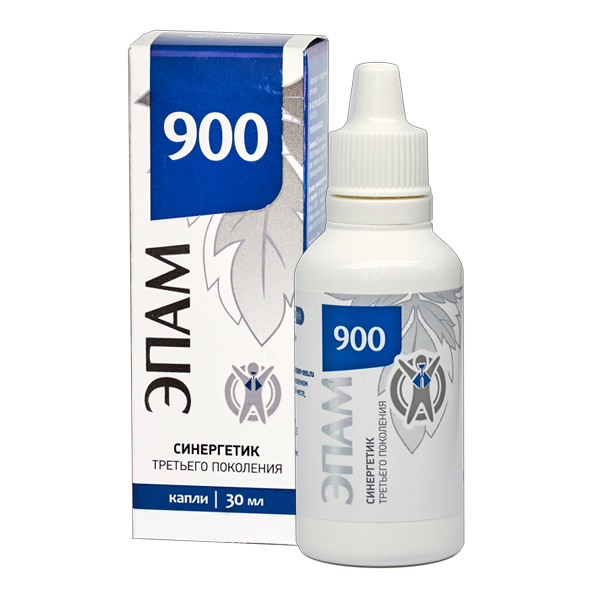 900
ЭПАМ
СИНЕРГЕТИК
ТРЕТЬЕГО ПОКОЛЕНИЯ
капли | 30 мл
900
ЭПАМ
СИНЕРГЕТИК
ТРЕТЬЕГО ПОКОЛЕНИЯ